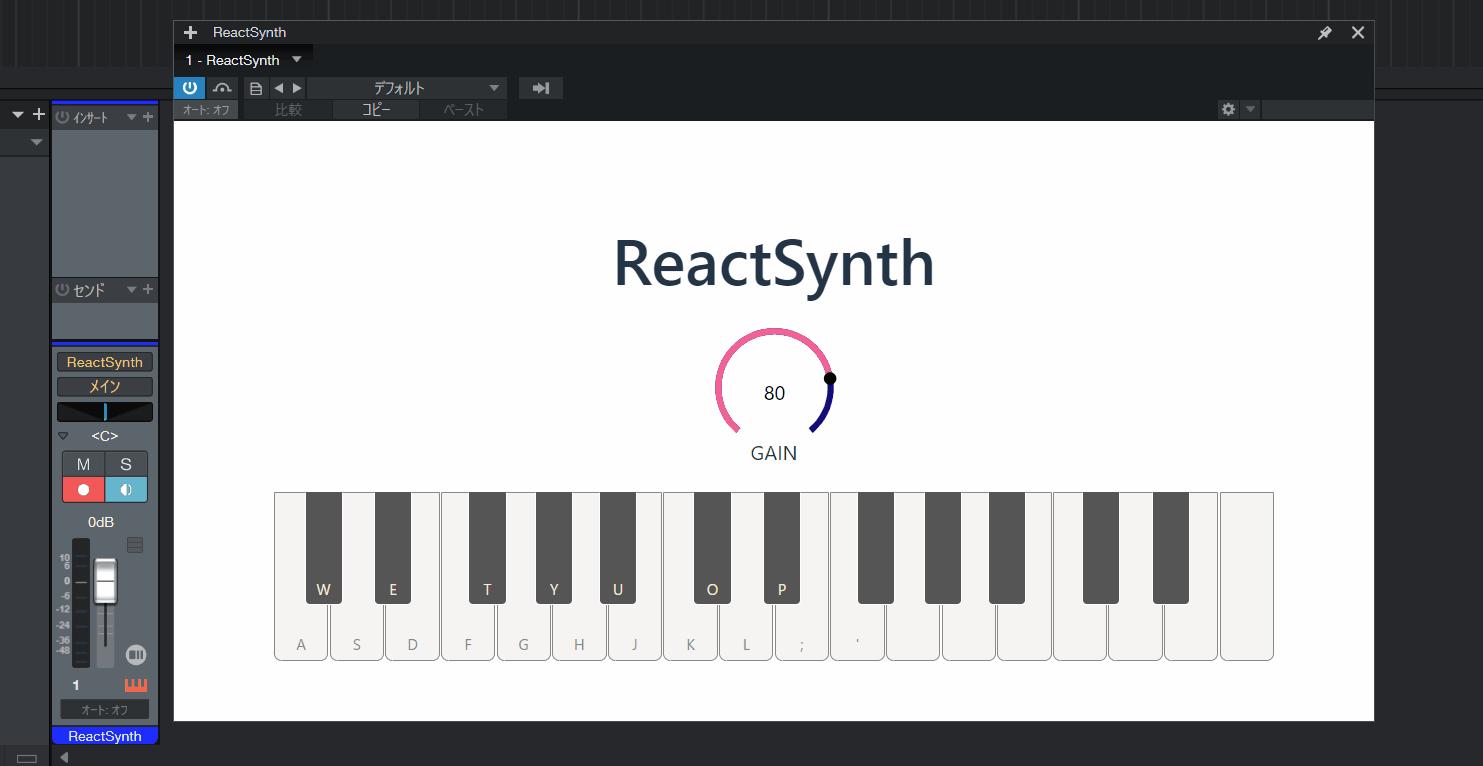 ReactSynth
1 - ReactSynth
デフォルト
オート: オフ
比較
コピー
ペースト
インサート
センド
ReactSynth
メイン
<C>
M
S
0dB
10
6
0
-6
-12
-24
-36
-48
1
オート: オフ
ReactSynth
ReactSynth
80
GAIN
W E T Y U O P
A S D F G H J K L ; '